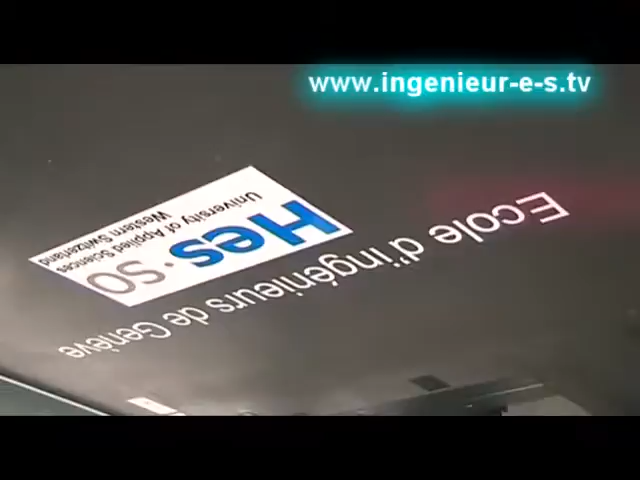 www.ingenieur-e-s.tv
Ecole d'ingénieurs de Genève
Hes·SO
University of Applied Sciences
Western Switzerland